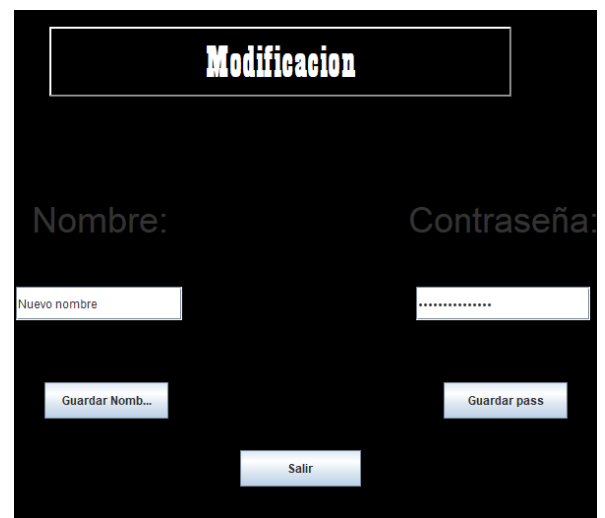 Modificacion
Nombre:
Contraseña:
Nuevo nombre
•••••••••••••••
Guardar Nomb...
Guardar pass
Salir